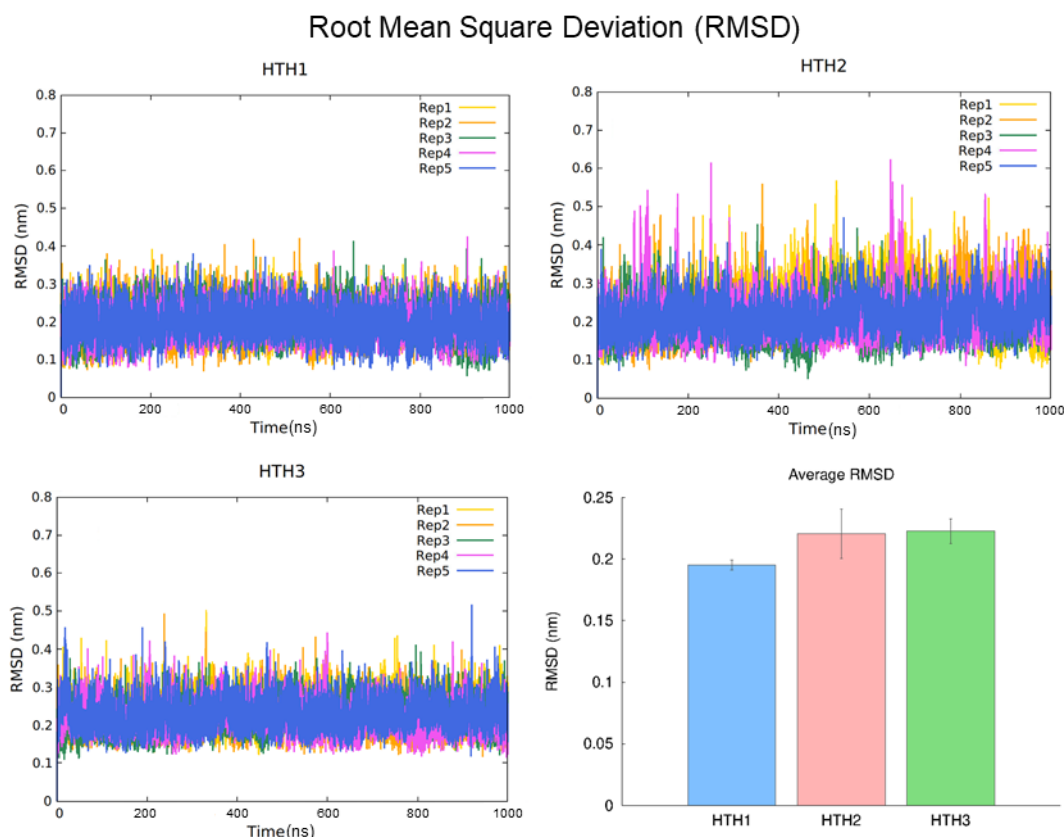 Root Mean Square Deviation (RMSD)
HTH1
0.8
0.7
0.6
0.5
0.4
0.3
0.2
0.1
0
RMSD (nm)
Rep1
Rep2
Rep3
Rep4
Rep5
0 200 400 600 800 1000
Time(ns)
HTH2
0.8
0.7
0.6
0.5
0.4
0.3
0.2
0.1
0
RMSD (nm)
Rep1
Rep2
Rep3
Rep4
Rep5
0 200 400 600 800 1000
Time(ns)
HTH3
0.8
0.7
0.6
0.5
0.4
0.3
0.2
0.1
0
RMSD (nm)
Rep1
Rep2
Rep3
Rep4
Rep5
0 200 400 600 800 1000
Time(ns)
Average RMSD
0.25
0.2
0.15
0.1
0.05
0
RMSD (nm)
HTH1 HTH2 HTH3